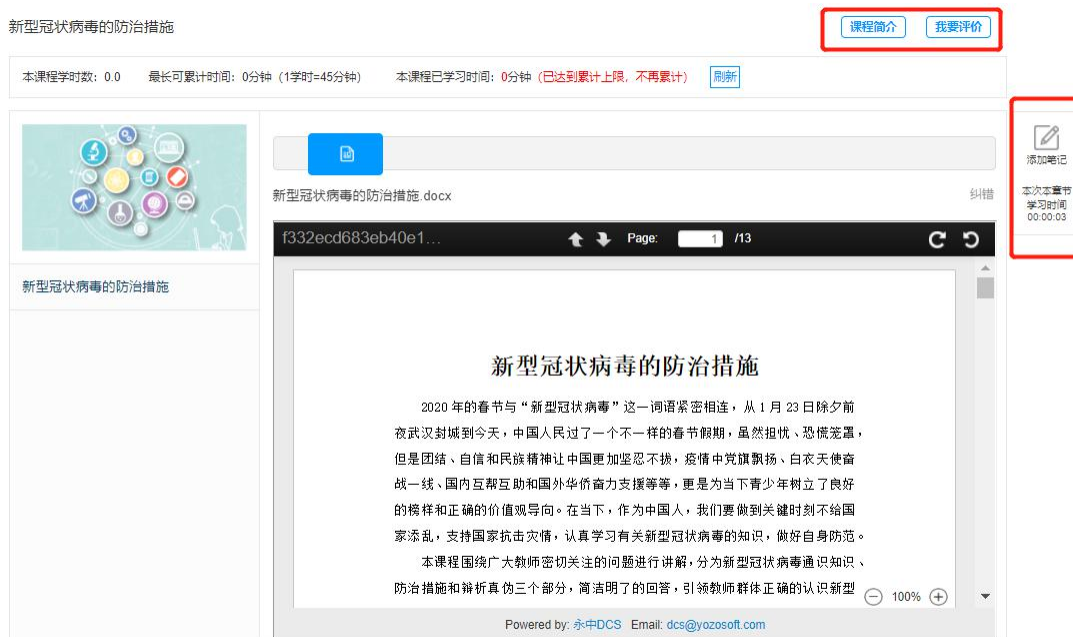 新型冠状病毒的防治措施
课程简介 我要评价
本课程学时数：0.0 最长可累计时间：0分钟（1学时=45分钟） 本课程已学习时间：0分钟（已达到累计上限，不再累计） 刷新
添加笔记
本次本章节
学习时间
00:00:03
新型冠状病毒的防治措施
新型冠状病毒的防治措施.docx 纠错
f332ecd683eb40e1... Page: 1 /13
新型冠状病毒的防治措施
2020 年的春节与“新型冠状病毒”这一词语紧密相连，从 1 月 23 日除夕前
夜武汉封城到今天，中国人民过了一个不一样的春节假期，虽然担忧、恐慌笼罩，
但是团结、自信和民族精神让中国更加坚忍不拔，疫情中党旗飘扬、白衣天使奋
战一线、国内互帮互助和国外华侨奋力支援等等，更是为当下青少年树立了良好
的榜样和正确的价值观导向。在当下，作为中国人，我们要做到关键时刻不给国
家添乱，支持国家抗击灾情，认真学习有关新型冠状病毒的知识，做好自身防范。
本课程围绕广大教师密切关注的问题进行讲解，分为新型冠状病毒通识知识、
防治措施和辩析真伪三个部分，简洁明了的回答，引领教师群体正确的认识新型
100%
Powered by: 永中DCS Email: dcs@yozosoft.com